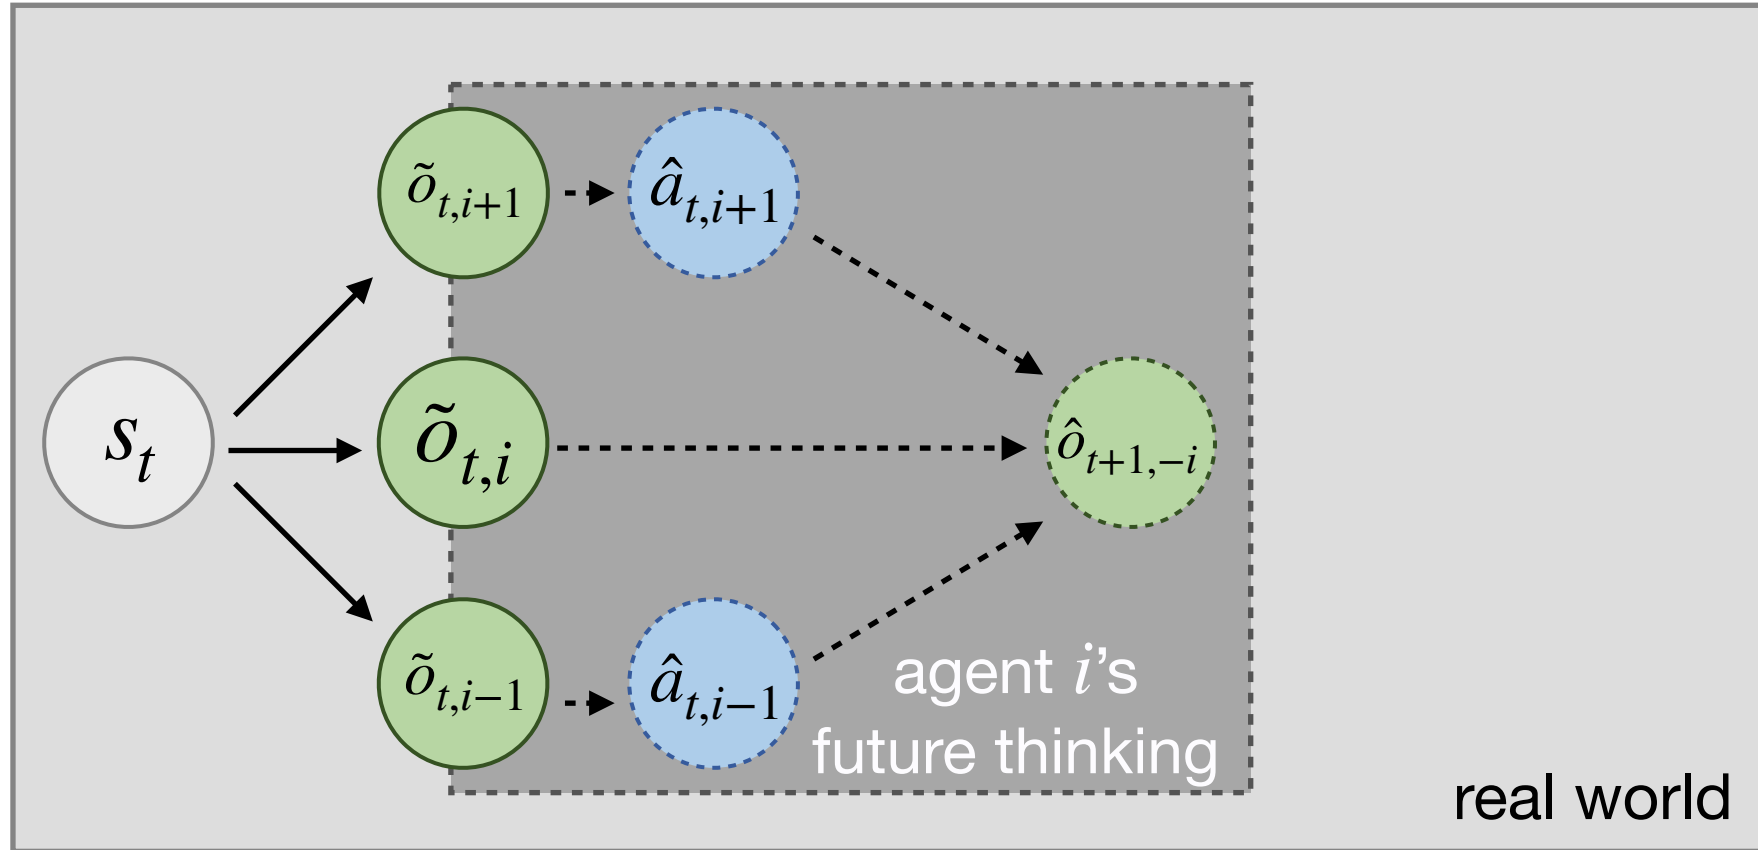 õ_{t,i+1}
â_{t,i+1}
s_t
õ_{t,i}
ô_{t+1,−i}
õ_{t,i−1}
â_{t,i−1}
agent i's
future thinking
real world